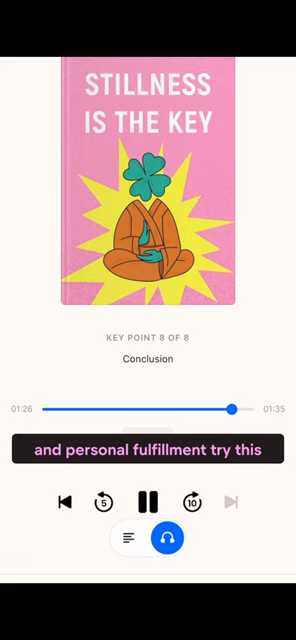 STILLNESS
IS THE KEY
KEY POINT 8 OF 8
Conclusion
01:26
01:35
and personal fulfillment try this
5
10